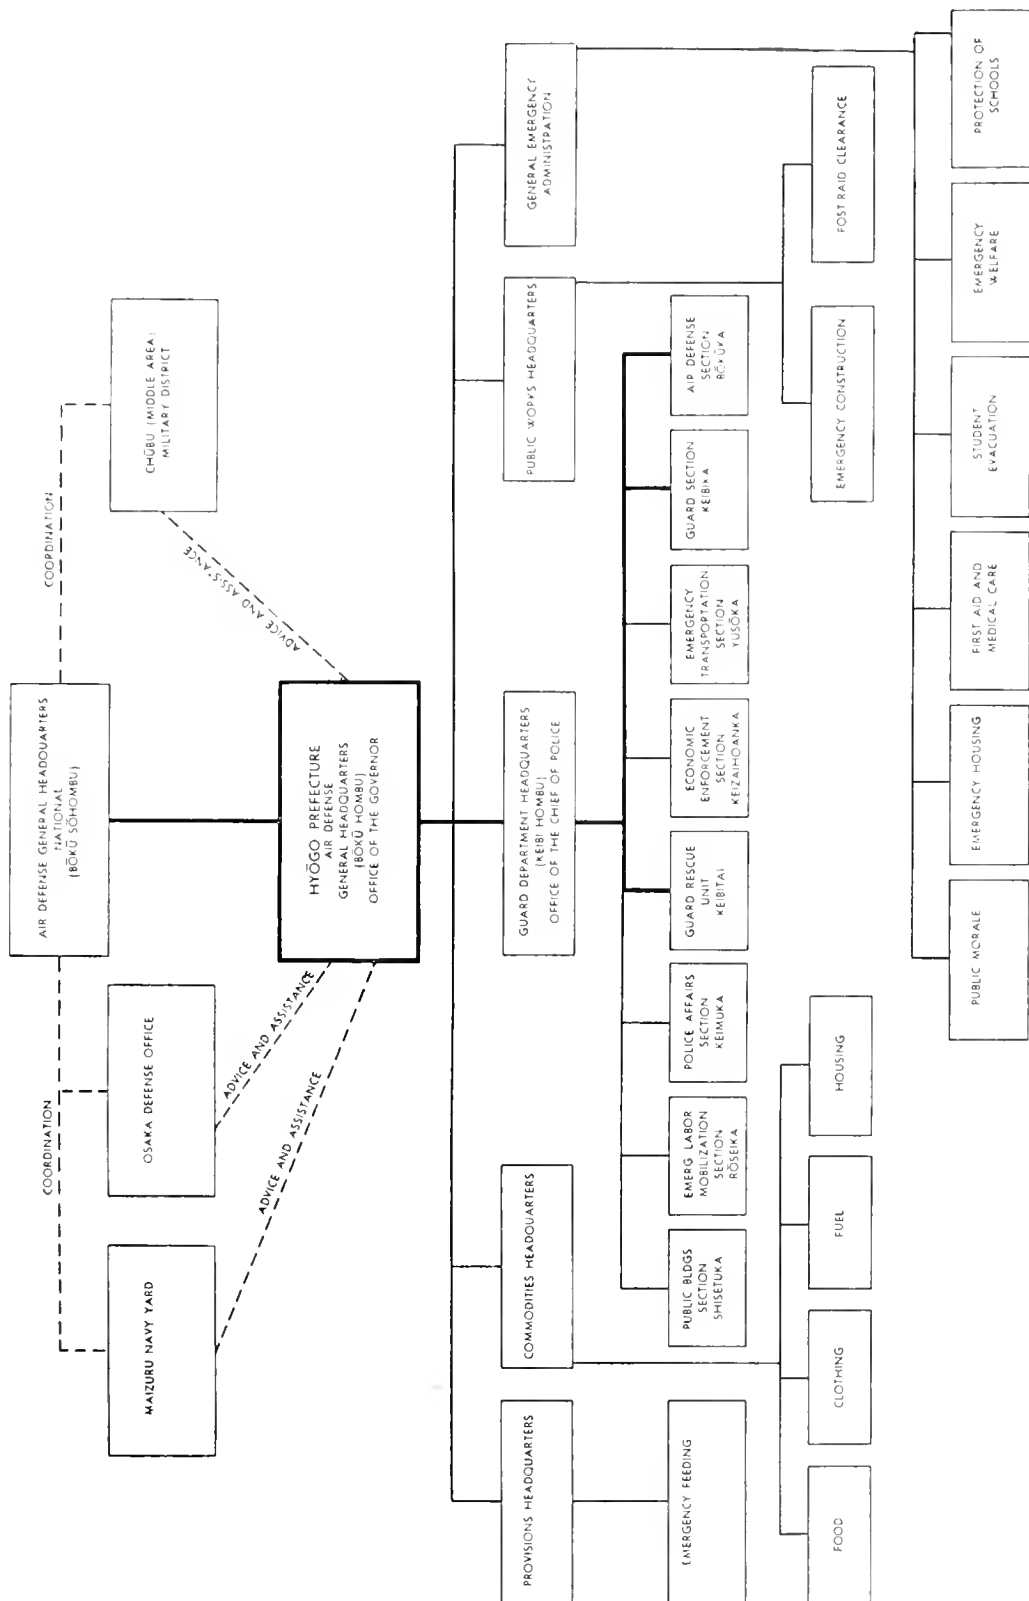 AIR DEFENSE GENERAL HEADQUARTERS
NATIONAL
(BŌKŪ SŌHOMBU)
COORDINATION
COORDINATION
MAIZURU NAVY YARD
OSAKA DEFENSE OFFICE
CHŪBU (MIDDLE AREA)
MILITARY DISTRICT
ADVICE AND ASSISTANCE
ADVICE AND ASSISTANCE
ADVICE AND ASSISTANCE
HYŌGO PREFECTURE
AIR DEFENSE
GENERAL HEADQUARTERS
(BŌKŪ HOMBU)
OFFICE OF THE GOVERNOR
PROVISIONS HEADQUARTERS
COMMODITIES HEADQUARTERS
GUARD DEPARTMENT HEADQUARTERS
(KEIBI HOMBU)
OFFICE OF THE CHIEF OF POLICE
PUBLIC WORKS HEADQUARTERS
GENERAL EMERGENCY
ADMINISTRATION
EMERGENCY FEEDING
PUBLIC BLDGS
SECTION
SHISETUKA
EMERG LABOR
MOBILIZATION
SECTION
RŌSEIKA
POLICE AFFAIRS
SECTION
KEIMUKA
GUARD RESCUE
UNIT
KEIBITAI
ECONOMIC
ENFORCEMENT
SECTION
KEIZAIHOANKA
EMERGENCY
TRANSPORTATION
SECTION
YUSŌKA
GUARD SECTION
KEIBIKA
AIR DEFENSE
SECTION
BŌKŪKA
FOOD
CLOTHING
FUEL
HOUSING
EMERGENCY CONSTRUCTION
POST RAID CLEARANCE
PUBLIC MORALE
EMERGENCY HOUSING
FIRST AID AND
MEDICAL CARE
STUDENT
EVACUATION
EMERGENCY
WELFARE
PROTECTION OF
SCHOOLS